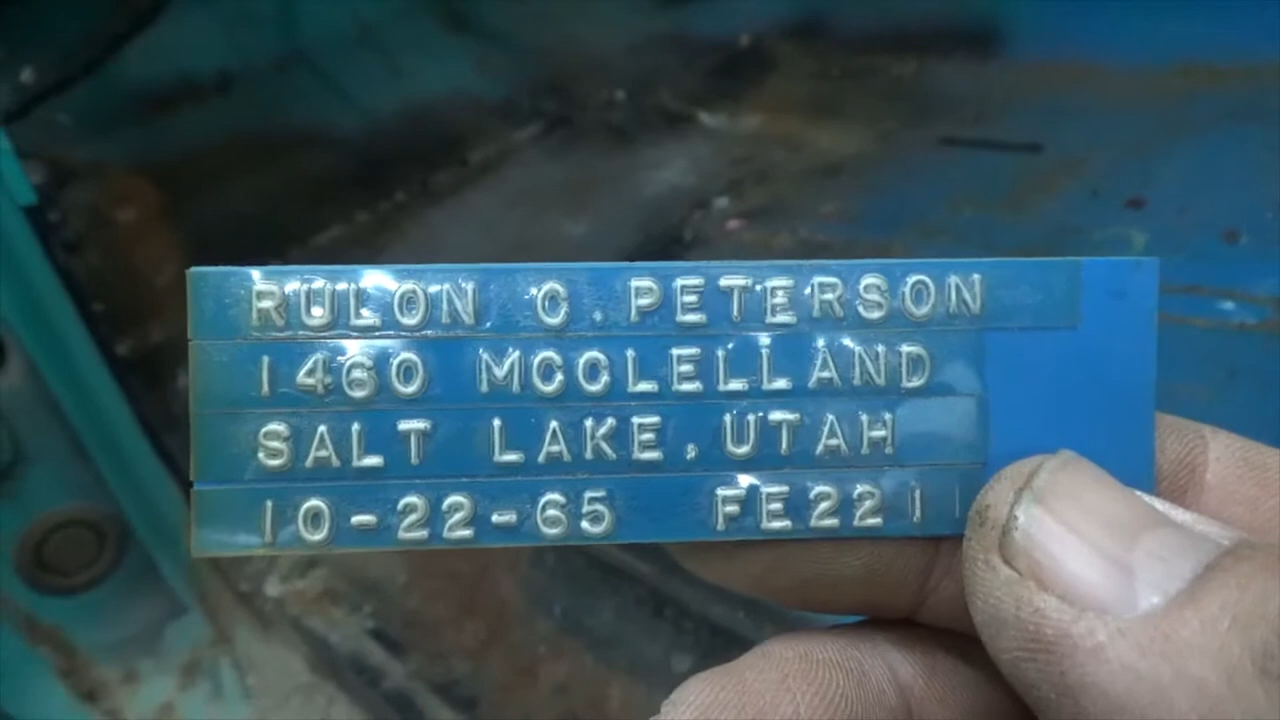 RULON C. PETERSON
1460 MCCLELLAND
SALT LAKE, UTAH
10-22-65 FE221